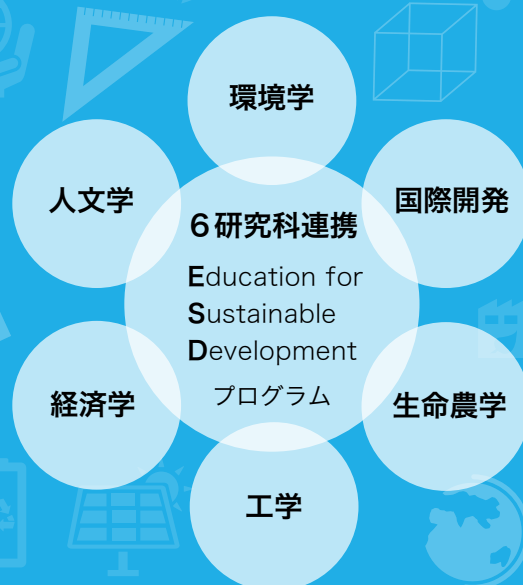 環境学
人文学
国際開発
6研究科連携
Education for
Sustainable
Development
プログラム
経済学
生命農学
工学